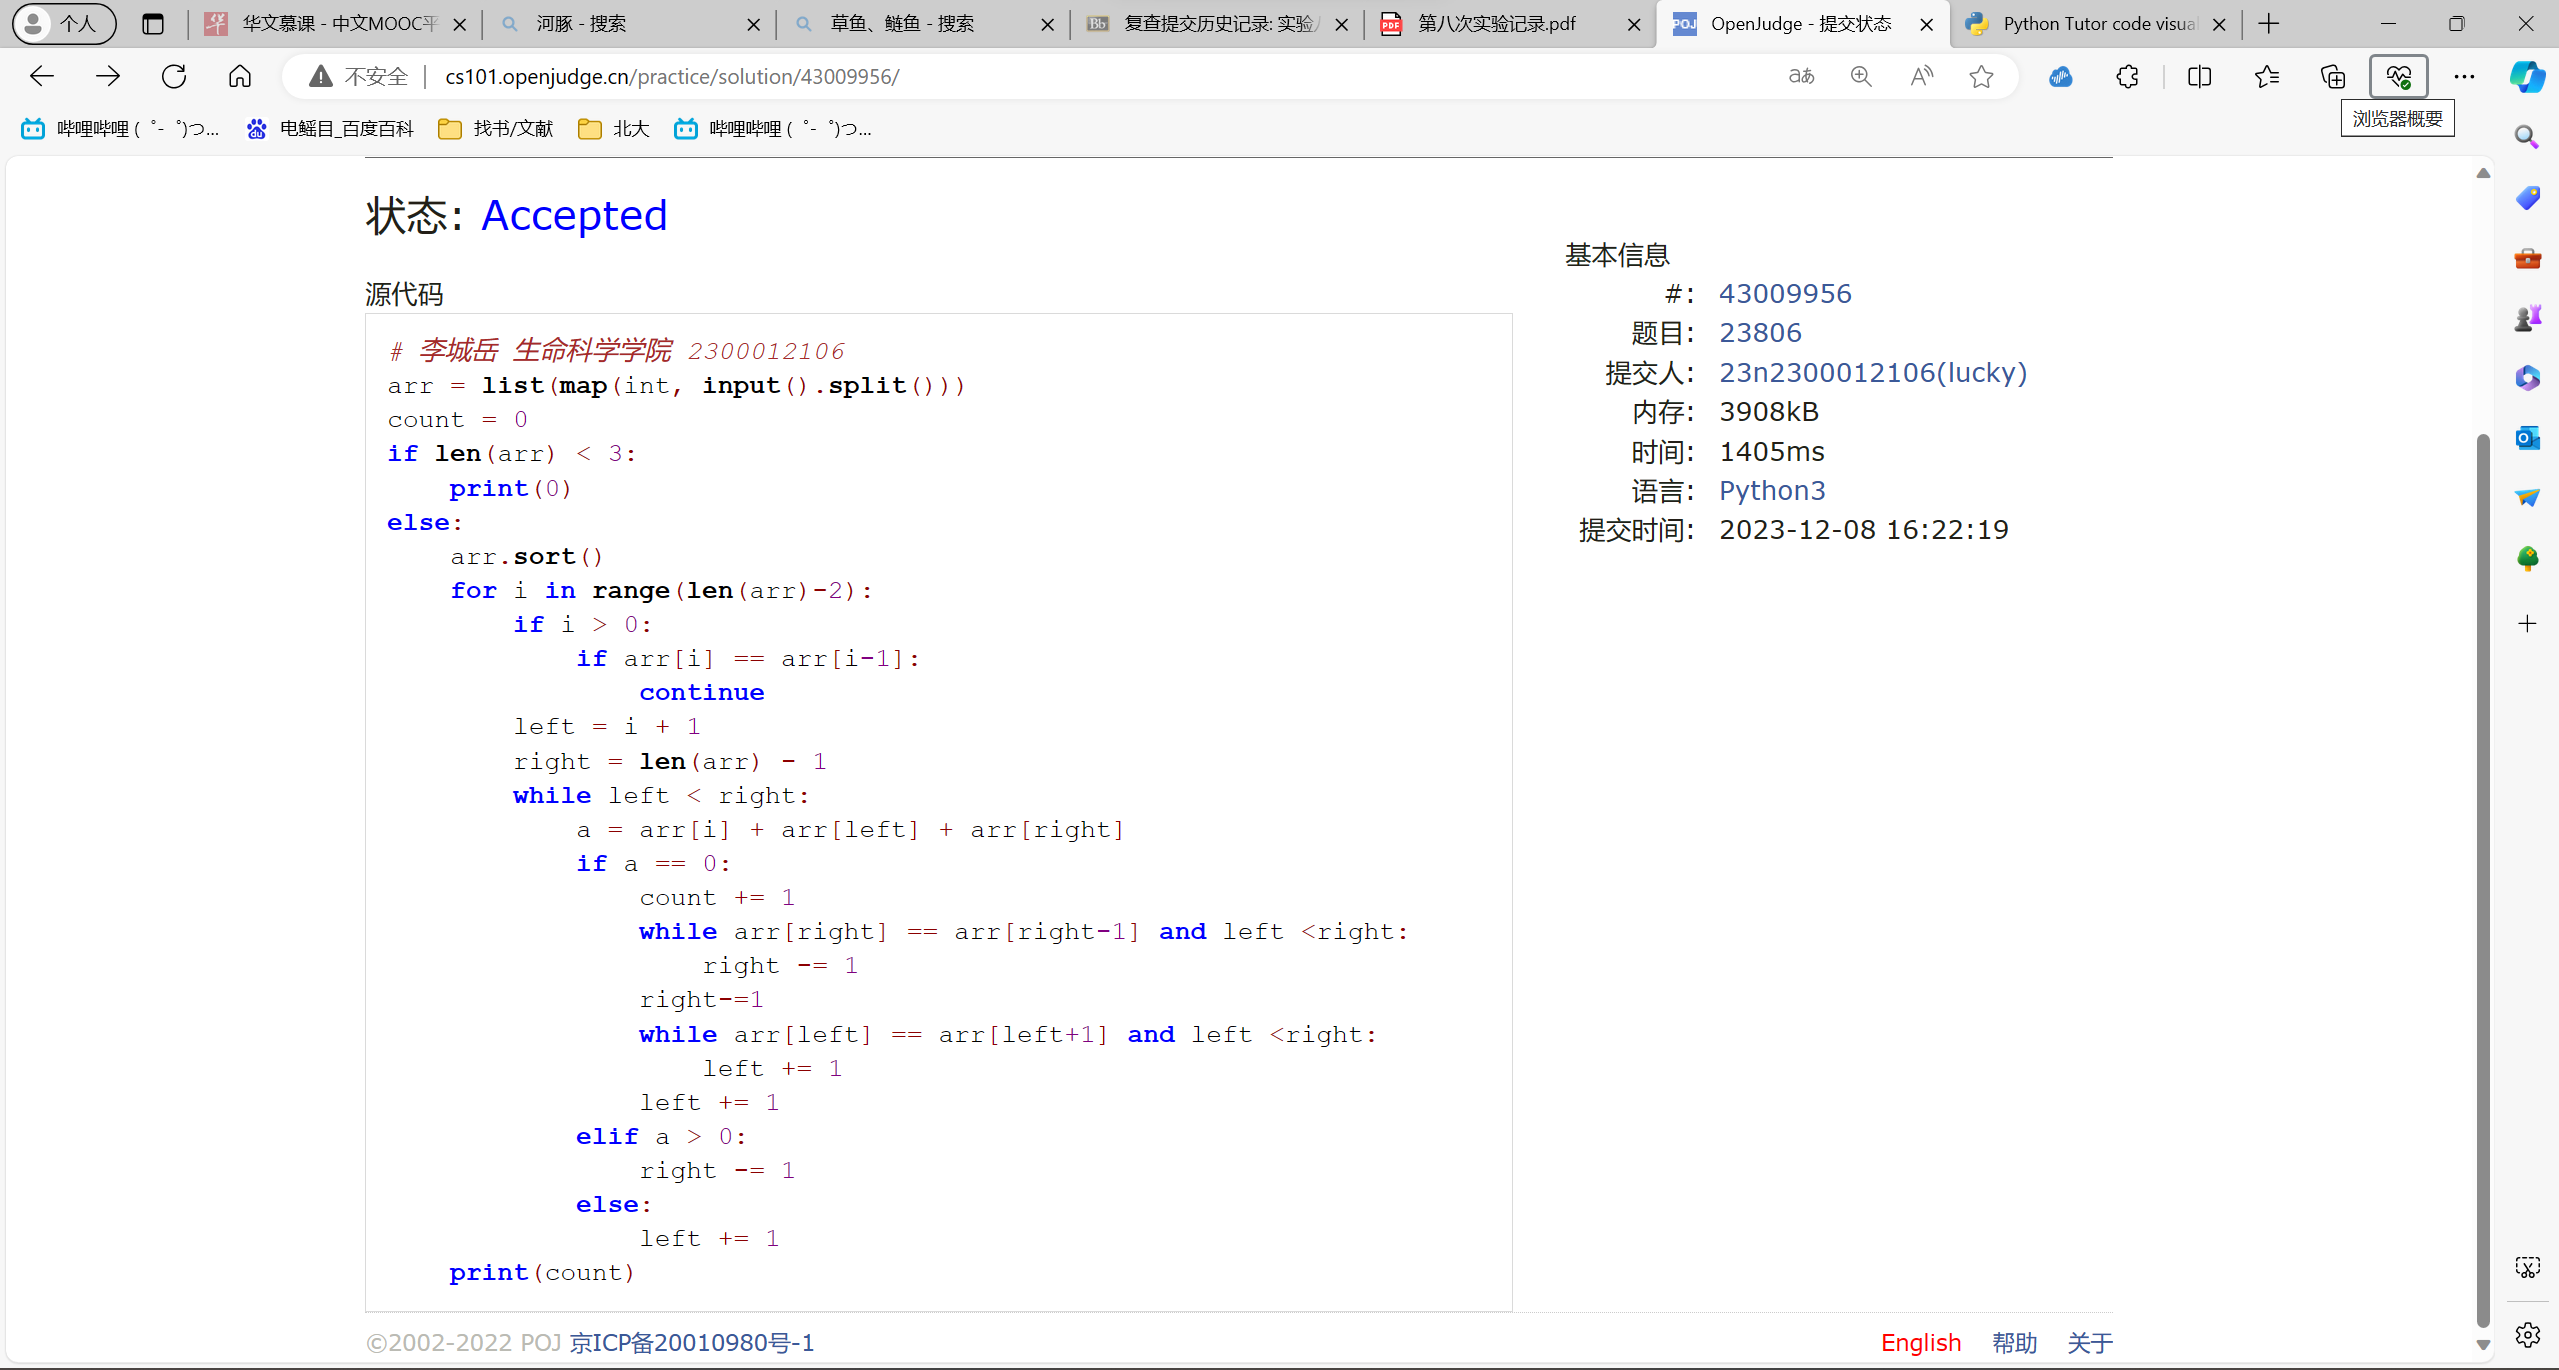 个人
华文慕课 - 中文MOOC平
河豚 - 搜索
草鱼、鲢鱼 - 搜索
复查提交历史记录: 实验
第八次实验记录.pdf
OpenJudge - 提交状态
Python Tutor code visual
不安全
cs101.openjudge.cn/practice/solution/43009956/
浏览器概要
哔哩哔哩 ( ゜- ゜)つ...
电鳐目_百度百科
找书/文献
北大
哔哩哔哩 ( ゜- ゜)つ...
状态: Accepted
源代码
# 李城岳 生命科学学院 2300012106
arr = list(map(int, input().split()))
count = 0
if len(arr) < 3:
    print(0)
else:
    arr.sort()
    for i in range(len(arr)-2):
        if i > 0:
            if arr[i] == arr[i-1]:
                continue
        left = i + 1
        right = len(arr) - 1
        while left < right:
            a = arr[i] + arr[left] + arr[right]
            if a == 0:
                count += 1
                while arr[right] == arr[right-1] and left <right:
                    right -= 1
                right-=1
                while arr[left] == arr[left+1] and left <right:
                    left += 1
                left += 1
            elif a > 0:
                right -= 1
            else:
                left += 1
    print(count)
基本信息
#: 43009956
题目: 23806
提交人: 23n2300012106(lucky)
内存: 3908kB
时间: 1405ms
语言: Python3
提交时间: 2023-12-08 16:22:19
©2002-2022 POJ 京ICP备20010980号-1
English 帮助 关于